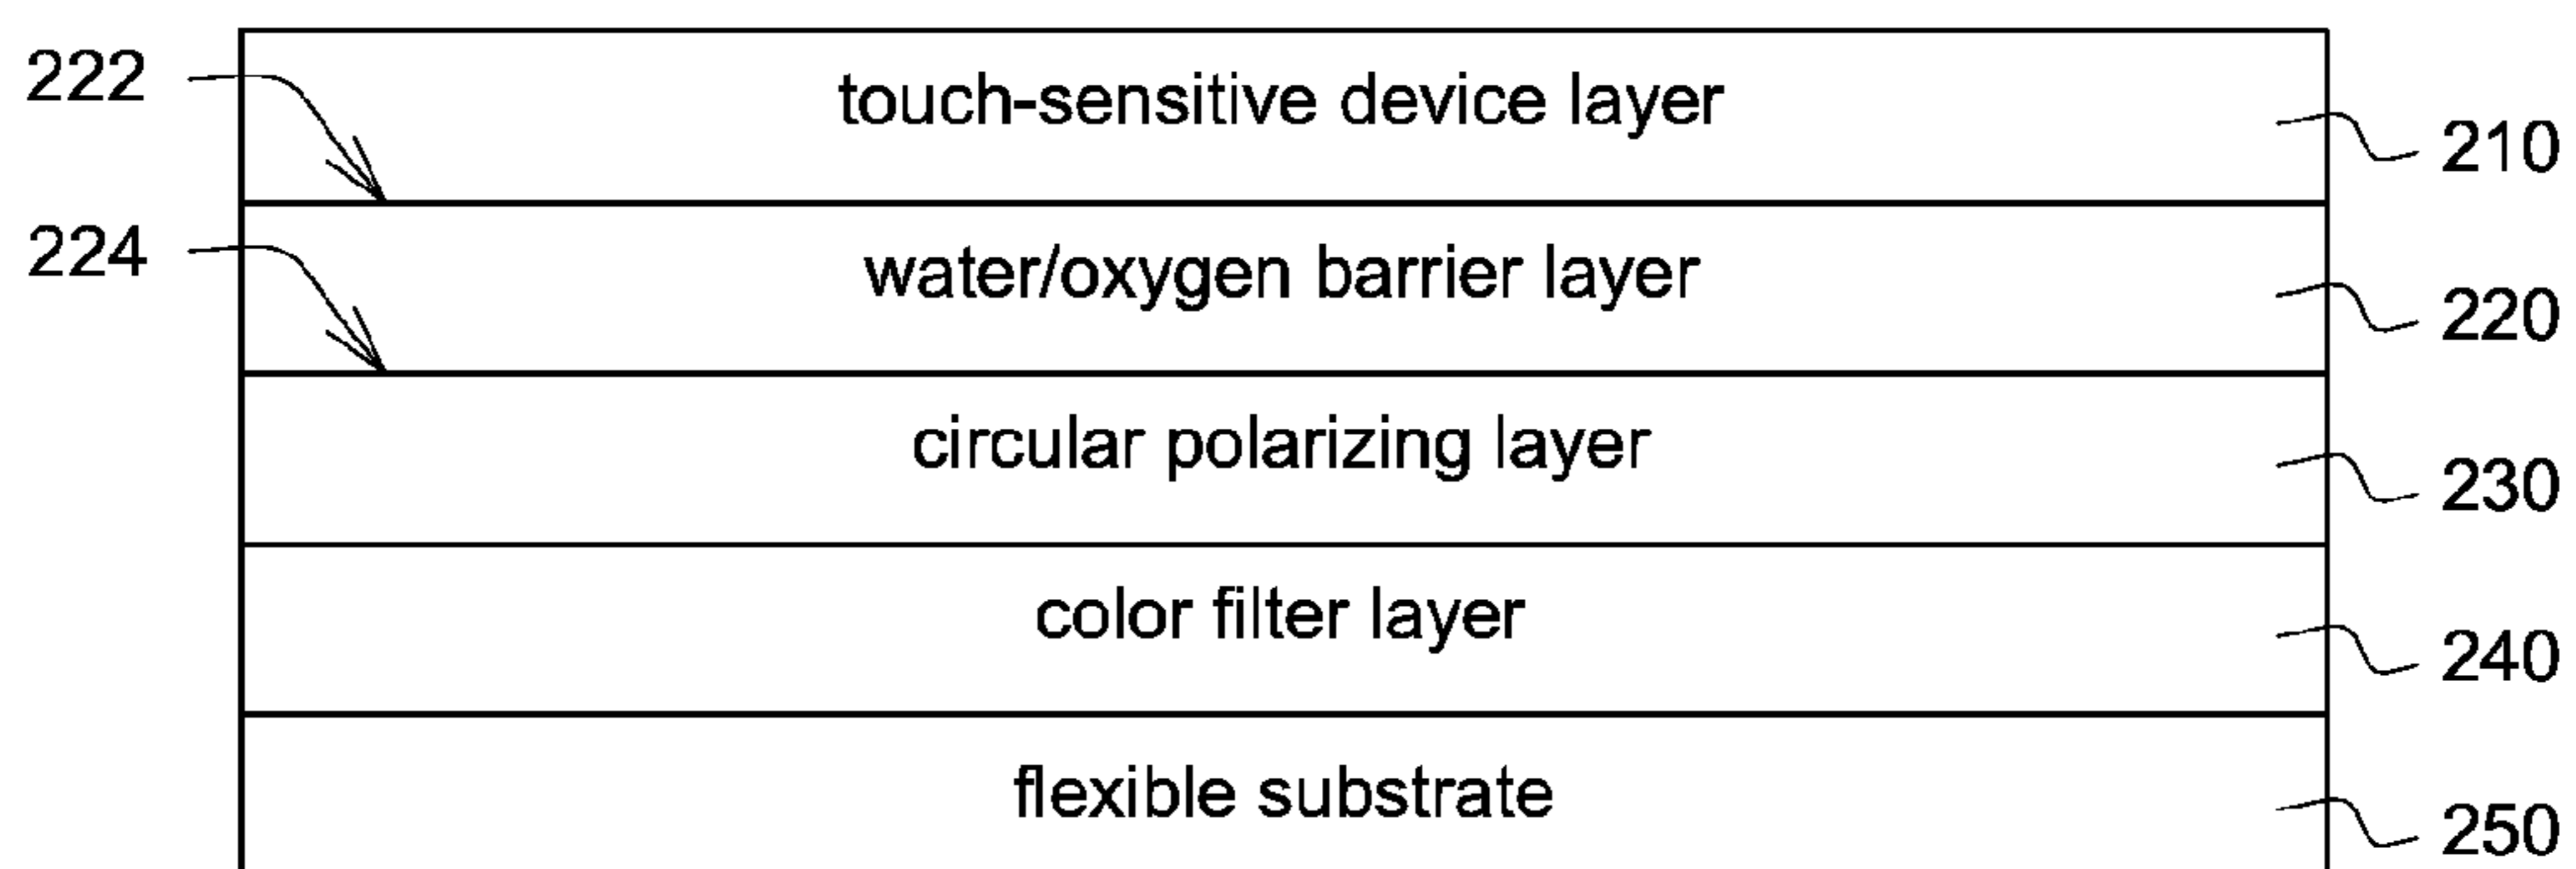 222
touch-sensitive device layer
210
224
water/oxygen barrier layer
220
circular polarizing layer
230
color filter layer
240
flexible substrate
250